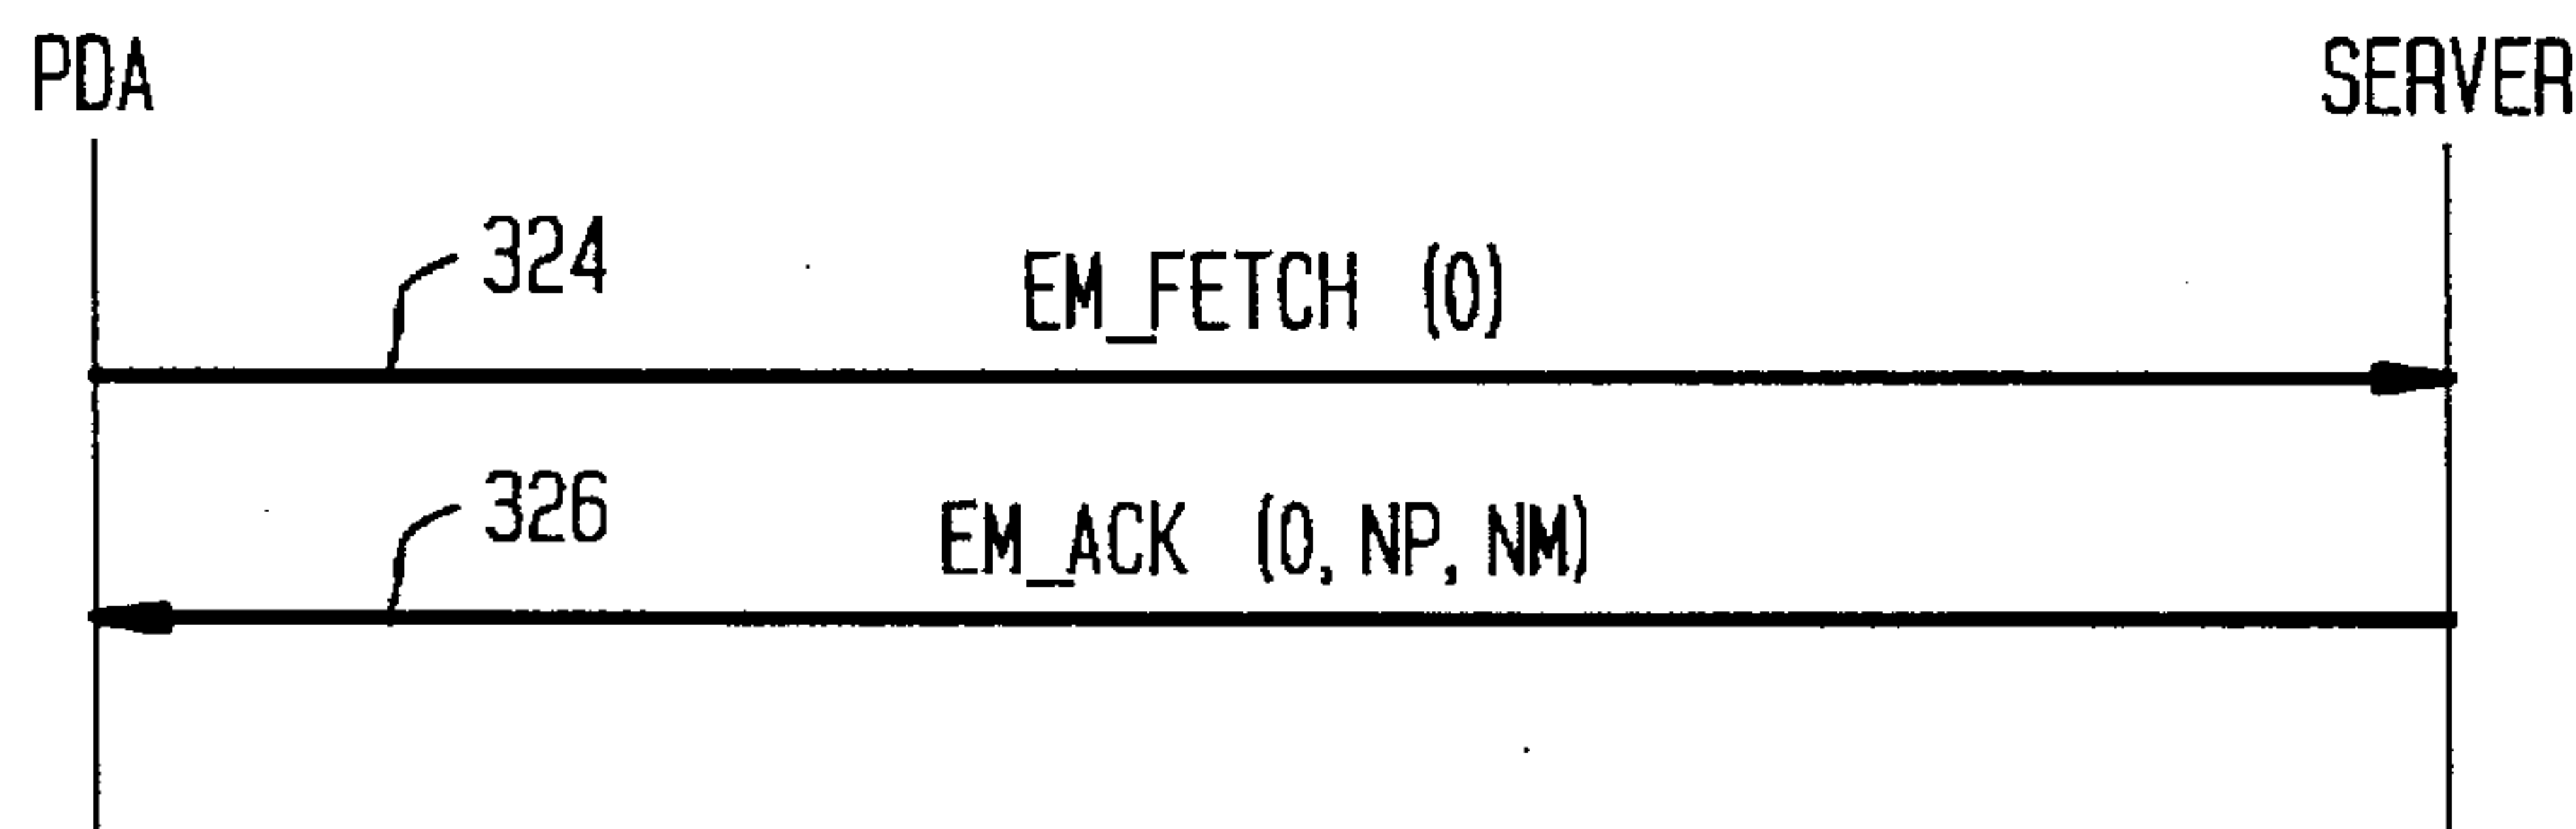 PDA SERVER
324
EM_FETCH (0)
326
EM_ACK (0, NP, NM)